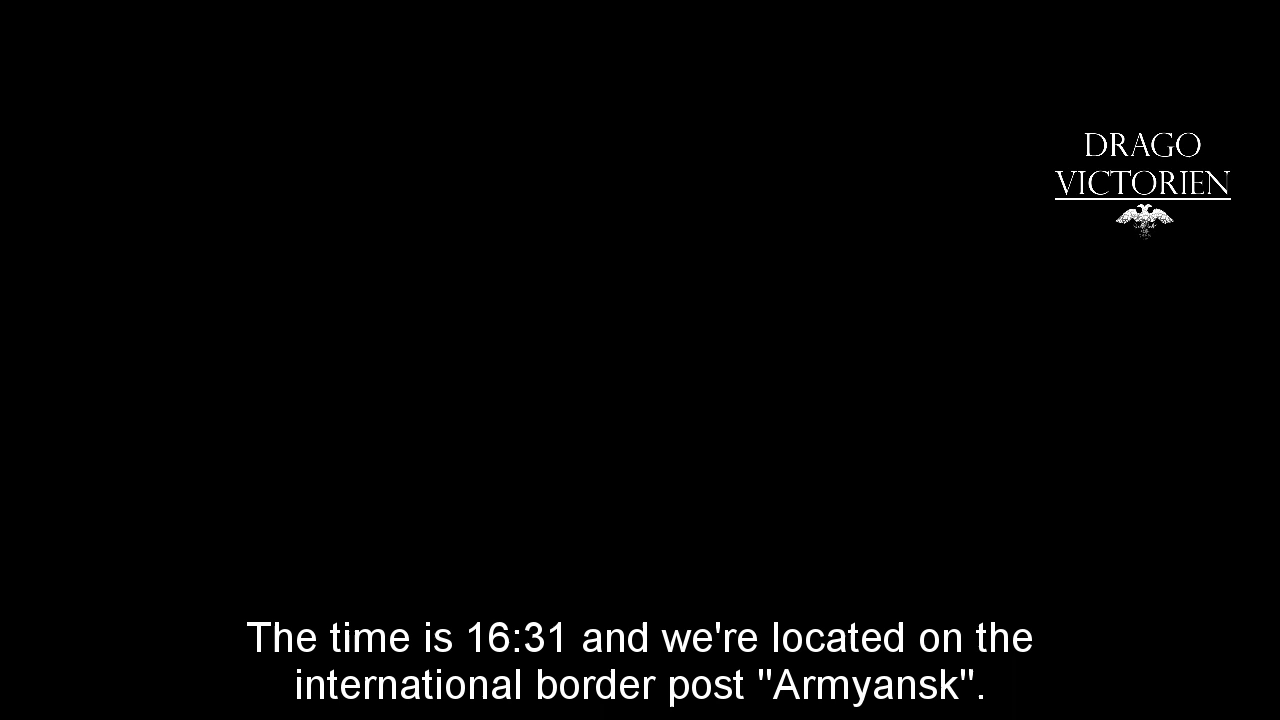 DRAGO
VICTORIEN
The time is 16:31 and we're located on the
international border post "Armyansk".